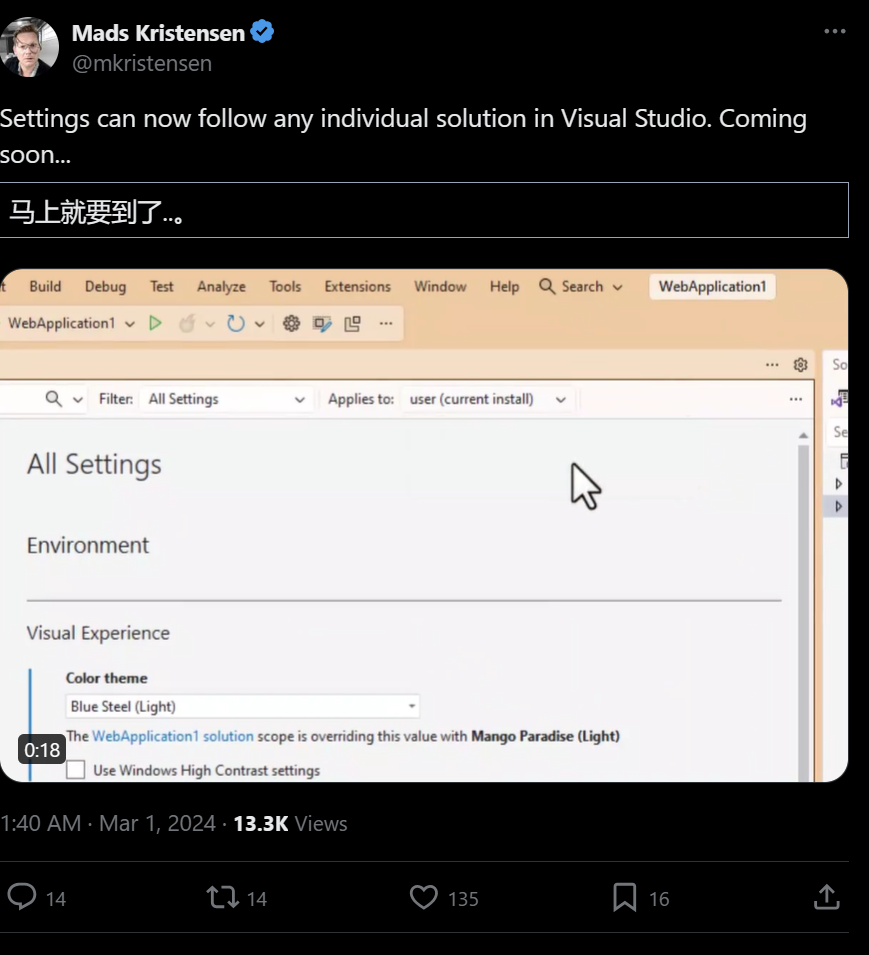 Mads Kristensen
@mkristensen
Settings can now follow any individual solution in Visual Studio. Coming
soon...
马上就要到了..。
t Build Debug Test Analyze Tools Extensions Window Help Search WebApplication1
WebApplication1
So
Filter: All Settings Applies to: user (current install)
Se
All Settings
Environment
Visual Experience
Color theme
Blue Steel (Light)
The WebApplication1 solution scope is overriding this value with Mango Paradise (Light)
0:18
Use Windows High Contrast settings
1:40 AM · Mar 1, 2024 · 13.3K Views
14 14 135 16